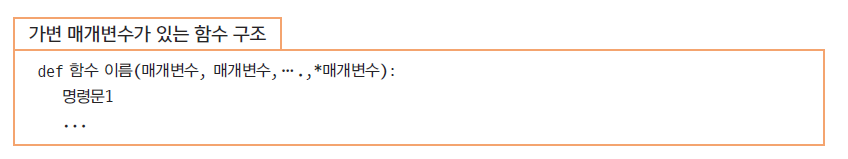 가변 매개변수가 있는 함수 구조
def 함수 이름(매개변수, 매개변수,….,*매개변수):
명령문1
...